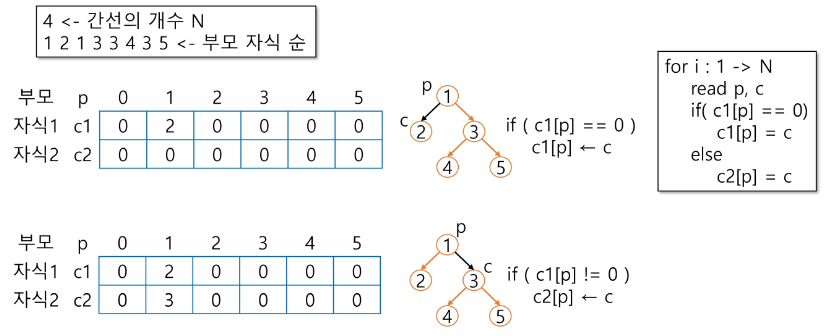 4 <- 간선의 개수 N
1 2 1 3 3 4 3 5 <- 부모 자식 순
for i : 1 -> N
read p, c
if( c1[p] == 0)
c1[p] = c
else
c2[p] = c
부모 p 0 1 2 3 4 5
자식1 c1 0 2 0 0 0 0
자식2 c2 0 0 0 0 0 0
p
1
c
2 3
4 5
if ( c1[p] == 0 )
c1[p] ← c
부모 p 0 1 2 3 4 5
자식1 c1 0 2 0 0 0 0
자식2 c2 0 3 0 0 0 0
p
1
c
2 3
4 5
if ( c1[p] != 0 )
c2[p] ← c